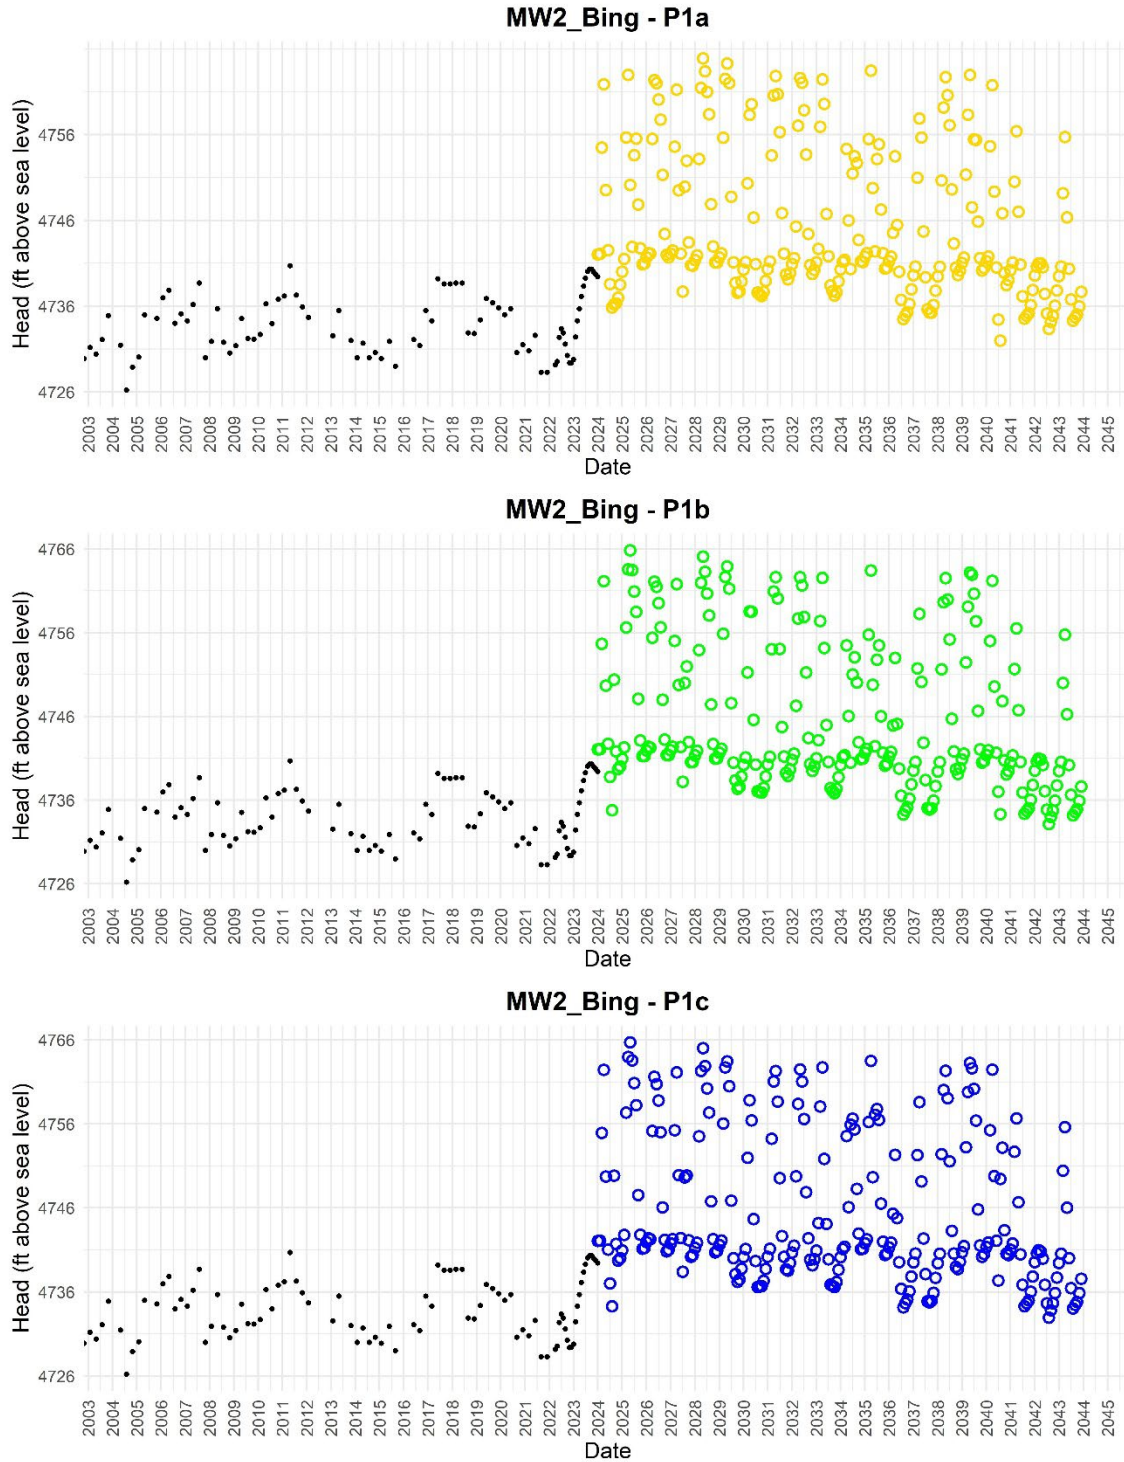 MW2_Bing - P1a
Head (ft above sea level)
4756
4746
4736
4726
2003 2004 2005 2006 2007 2008 2009 2010 2011 2012 2013 2014 2015 2016 2017 2018 2019 2020 2021 2022 2023 2024 2025 2026 2027 2028 2029 2030 2031 2032 2033 2034 2035 2036 2037 2038 2039 2040 2041 2042 2043 2044 2045
Date
MW2_Bing - P1b
Head (ft above sea level)
4766
4756
4746
4736
4726
2003 2004 2005 2006 2007 2008 2009 2010 2011 2012 2013 2014 2015 2016 2017 2018 2019 2020 2021 2022 2023 2024 2025 2026 2027 2028 2029 2030 2031 2032 2033 2034 2035 2036 2037 2038 2039 2040 2041 2042 2043 2044 2045
Date
MW2_Bing - P1c
Head (ft above sea level)
4766
4756
4746
4736
4726
2003 2004 2005 2006 2007 2008 2009 2010 2011 2012 2013 2014 2015 2016 2017 2018 2019 2020 2021 2022 2023 2024 2025 2026 2027 2028 2029 2030 2031 2032 2033 2034 2035 2036 2037 2038 2039 2040 2041 2042 2043 2044 2045
Date